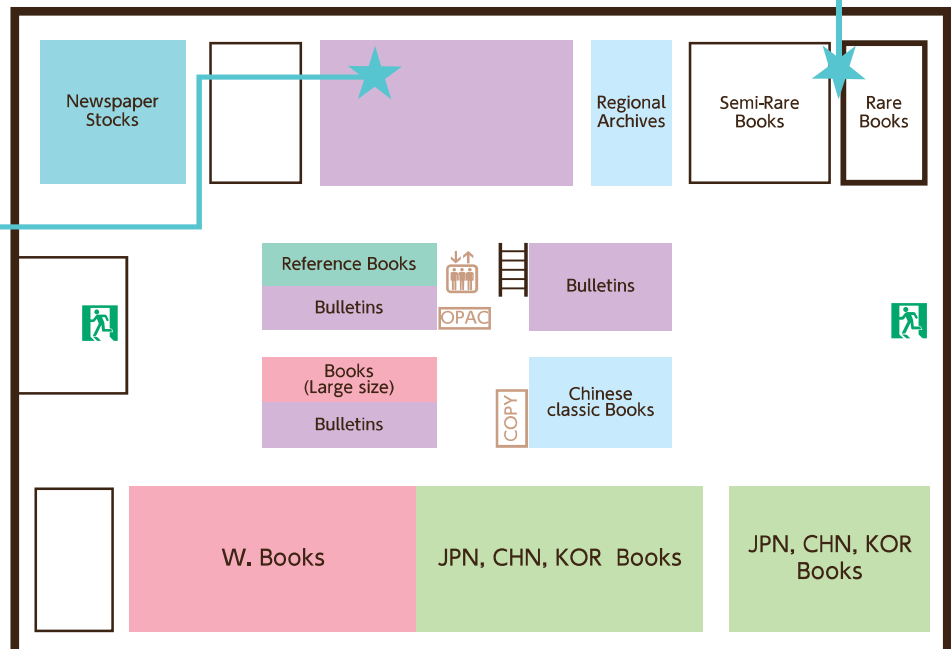 Newspaper
Stocks
Regional
Archives
Semi-Rare
Books
Rare
Books
Reference Books
Bulletins
OPAC
Bulletins
Books
(Large size)
Bulletins
COPY
Chinese
classic Books
W. Books
JPN, CHN, KOR Books
JPN, CHN, KOR
Books